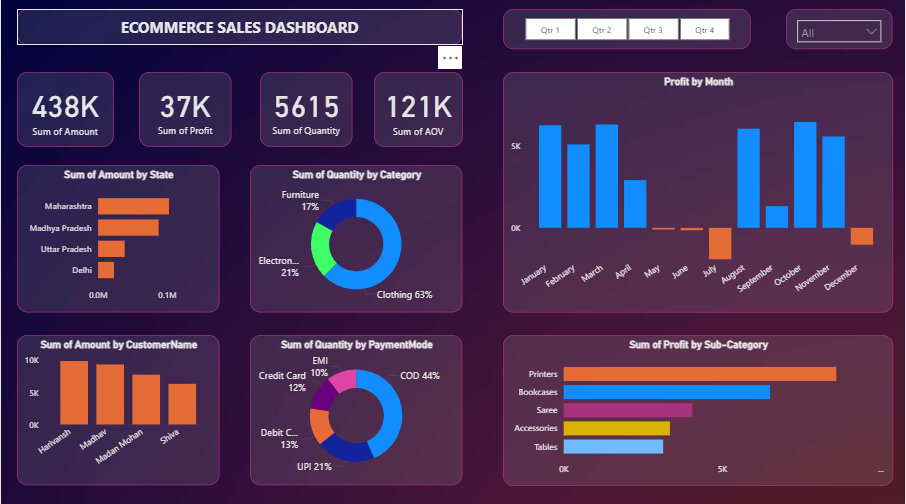 ECOMMERCE SALES DASHBOARD
Qtr 1
Qtr 2
Qtr 3
Qtr 4
All
438K
Sum of Amount
37K
Sum of Profit
5615
Sum of Quantity
121K
Sum of AOV
Sum of Amount by State
Maharashtra
Madhya Pradesh
Uttar Pradesh
Delhi
0.0M
0.1M
Sum of Quantity by Category
Furniture
17%
Electron...
21%
Clothing 63%
Profit by Month
5K
0K
January
February
March
April
May
June
July
August
September
October
November
December
Sum of Amount by CustomerName
10K
5K
0K
Harivansh
Madhav
Madan Mohan
Shiva
Sum of Quantity by PaymentMode
EMI
10%
Credit Card
12%
Debit C...
13%
UPI 21%
COD 44%
Sum of Profit by Sub-Category
Printers
Bookcases
Saree
Accessories
Tables
0K
5K
...